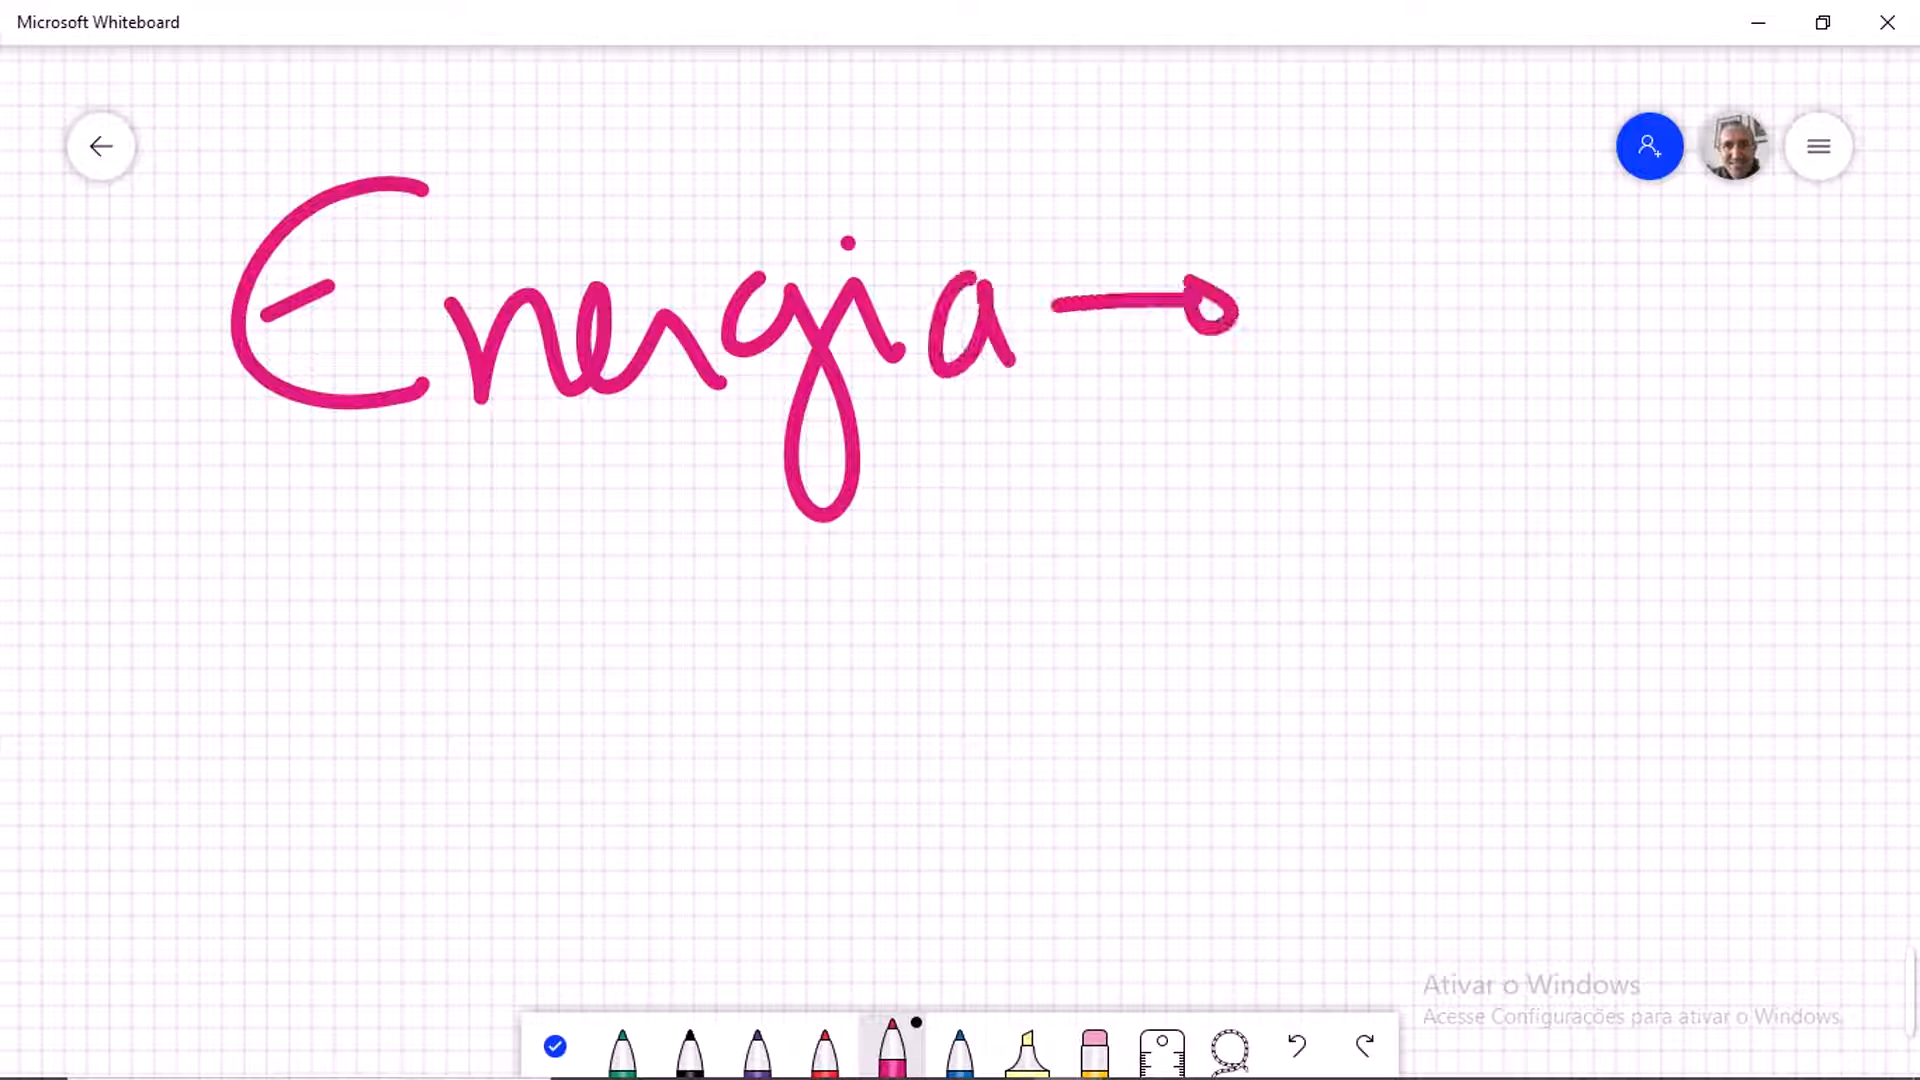 Microsoft Whiteboard
Energia →
Ativar o Windows
Acesse Configurações para ativar o Windows.